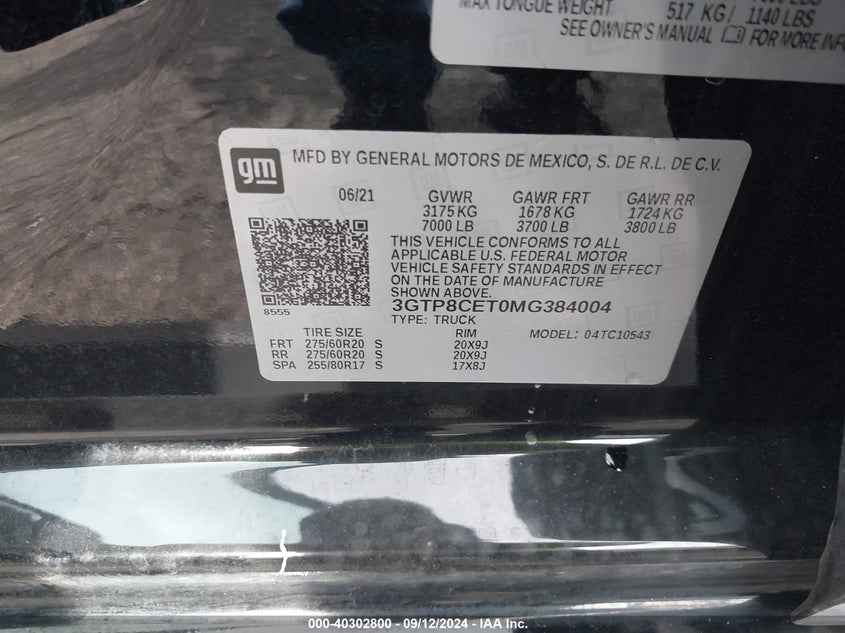 MAX TONGUE WEIGHT 517 KG / 1140 LBS
SEE OWNER'S MANUAL FOR MORE INFO
gm
MFD BY GENERAL MOTORS DE MEXICO, S. DE R.L. DE C.V.
06/21 GVWR GAWR FRT GAWR RR
3175 KG 1678 KG 1724 KG
7000 LB 3700 LB 3800 LB
THIS VEHICLE CONFORMS TO ALL
APPLICABLE U.S. FEDERAL MOTOR
VEHICLE SAFETY STANDARDS IN EFFECT
ON THE DATE OF MANUFACTURE
SHOWN ABOVE.
8555
3GTP8CET0MG384004
TYPE: TRUCK MODEL: 04TC10543
TIRE SIZE RIM
FRT 275/60R20 S 20X9J
RR 275/60R20 S 20X9J
SPA 255/80R17 S 17X8J
000-40302800 - 09/12/2024 - IAA Inc.